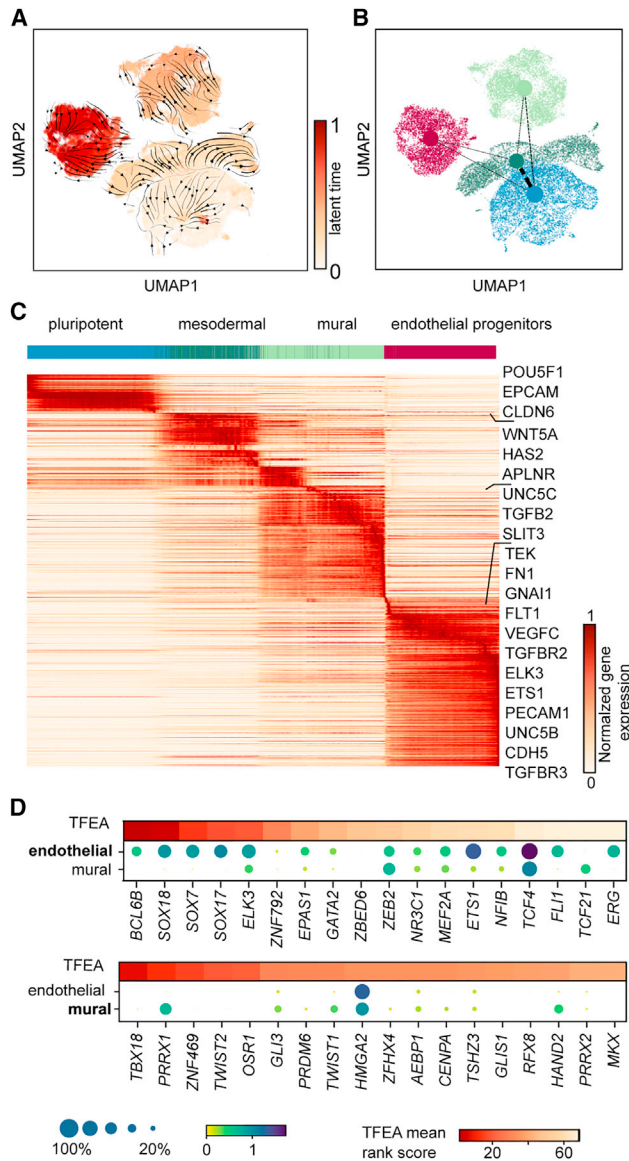 A
B
UMAP2
UMAP1
1
latent time
0
UMAP2
UMAP1
C
pluripotent mesodermal mural endothelial progenitors
POU5F1
EPCAM
CLDN6
WNT5A
HAS2
APLNR
UNC5C
TGFB2
SLIT3
TEK
FN1
GNAI1
FLT1
VEGFC
TGFBR2
ELK3
ETS1
PECAM1
UNC5B
CDH5
TGFBR3
1
Normalized gene
expression
0
D
TFEA
endothelial
mural
BCL6B SOX18 SOX7 SOX17 ELK3 ZNF792 EPAS1 GATA2 ZBED6 ZEB2 NR3C1 MEF2A ETS1 NFIB TCF4 FLI1 TCF21 ERG
TFEA
endothelial
mural
TBX18 PRRX1 ZNF469 TWIST2 OSR1 GLI3 PRDM6 TWIST1 HMGA2 ZFHX4 AEBP1 CENPA TSHZ3 GLIS1 RFX8 HAND2 PRRX2 MKX
100% 20%
0 1
TFEA mean
rank score
20 60